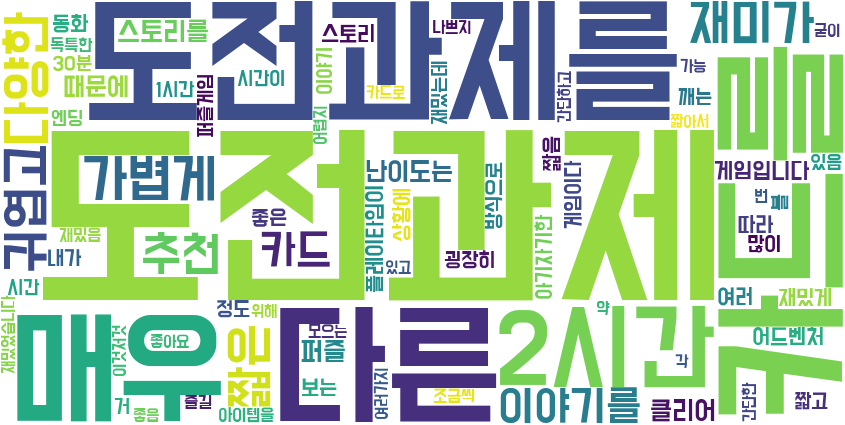 동화
스토리를
도전과제를
스토리
나쁘지
재미가
굳이
다양한
독특한
30분
때문에
1시간
퍼즐게임
시간이
이야기
카드로
재밌는데
간단하고
가능
깨는
짧아서
엔딩
어렵지
도전과제
귀엽고
가볍게
난이도는
짧음
게임입니다
있음
좋은
카드
플레이타임이
상황에
방식으로
게임이다
번
볼
따라
많이
재밌음
내가
추천
있고
굉장히
아기자기한
시간
정도
위해
여러
재밌게
재밌었습니다
매우
이것저것
좋아요
짧은
모으는
퍼즐
다른
2시간
약
각
어드벤처
거
좋음
즐길
아이템을
보는
여러가지
조금씩
이야기를
클리어
간단한
짧고